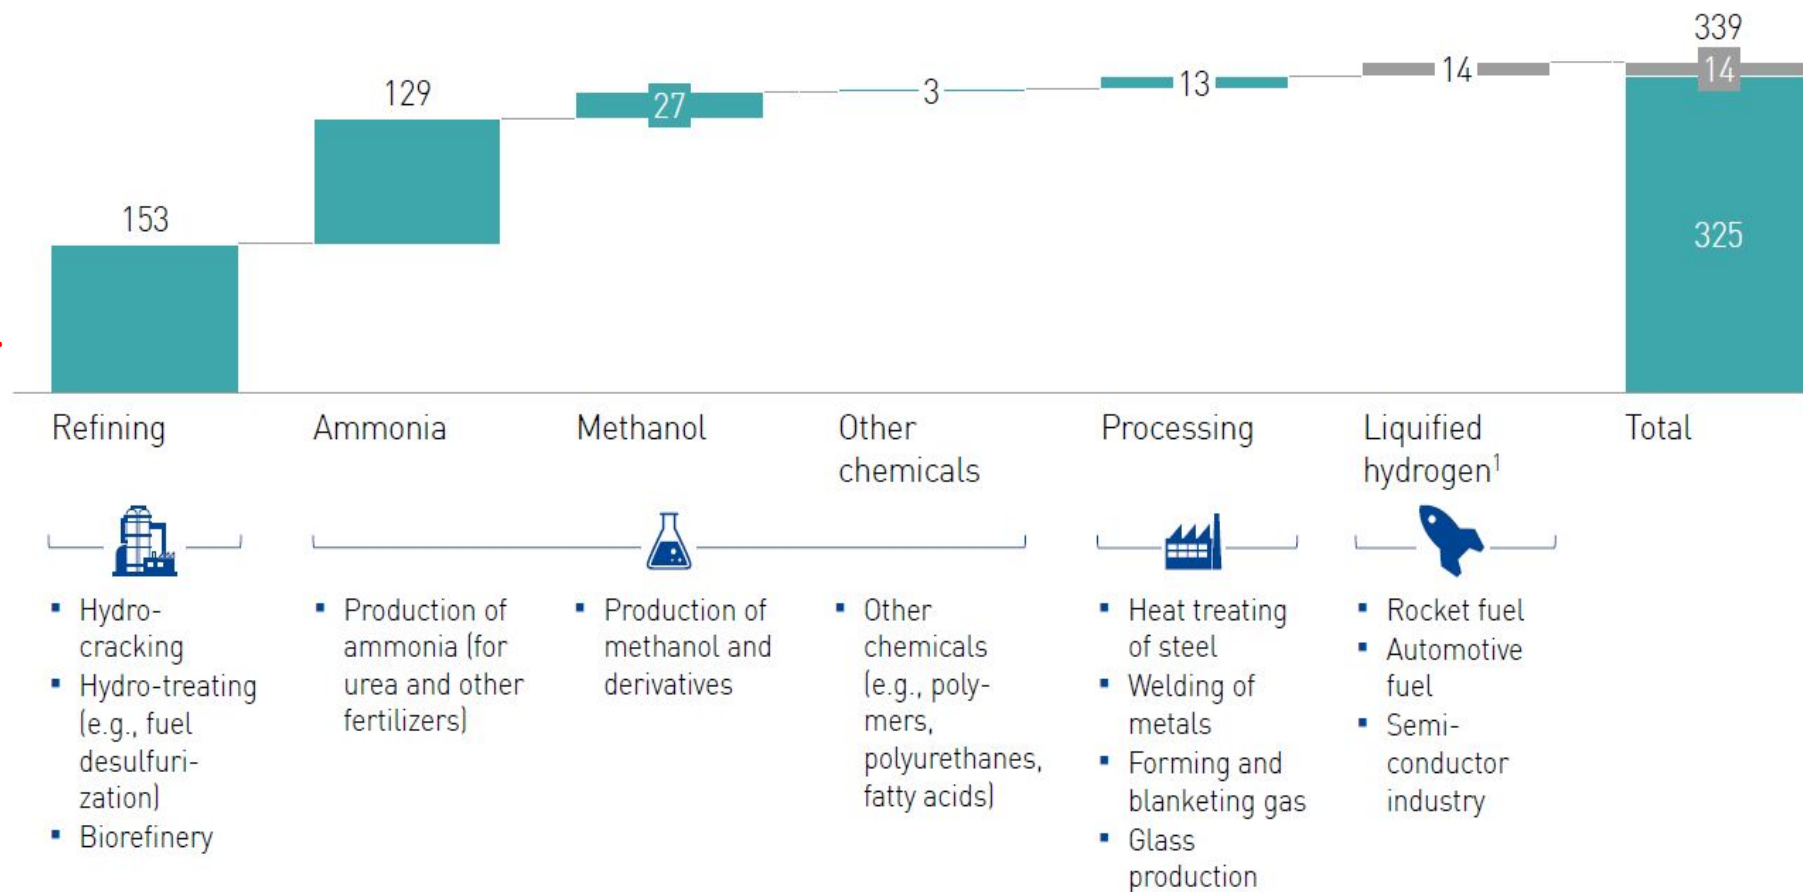 153
129
27
3
13
14
339
14
325
Refining
Ammonia
Methanol
Other
chemicals
Processing
Liquified
hydrogen¹
Total
▪ Hydro-
cracking
▪ Hydro-treating
(e.g., fuel
desulfuri-
zation)
▪ Biorefinery
▪ Production of
ammonia (for
urea and other
fertilizers)
▪ Production of
methanol and
derivatives
▪ Other
chemicals
(e.g., poly-
mers,
polyurethanes,
fatty acids)
▪ Heat treating
of steel
▪ Welding of
metals
▪ Forming and
blanketing gas
▪ Glass
production
▪ Rocket fuel
▪ Automotive
fuel
▪ Semi-
conductor
industry